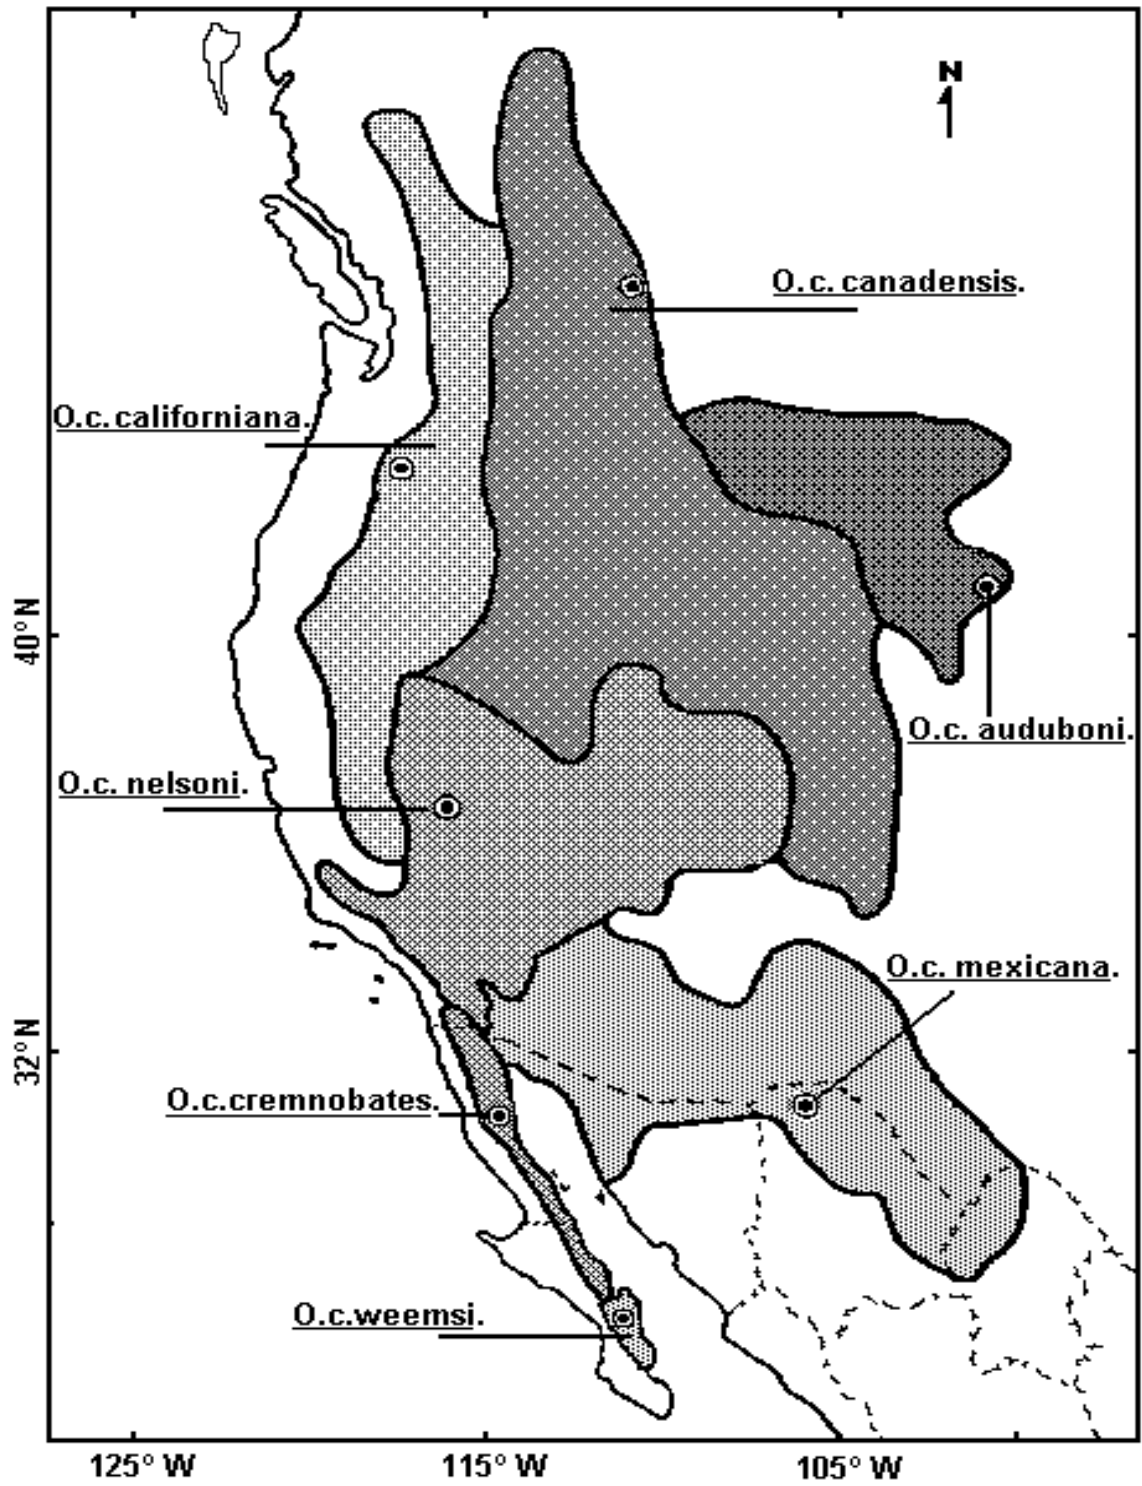 N
O.c. canadensis.
O.c.californiana.
40° N
O.c. auduboni.
O.c. nelsoni.
O.c. mexicana.
32° N
O.c.cremnobates.
O.c.weemsi.
125° W 115° W 105° W